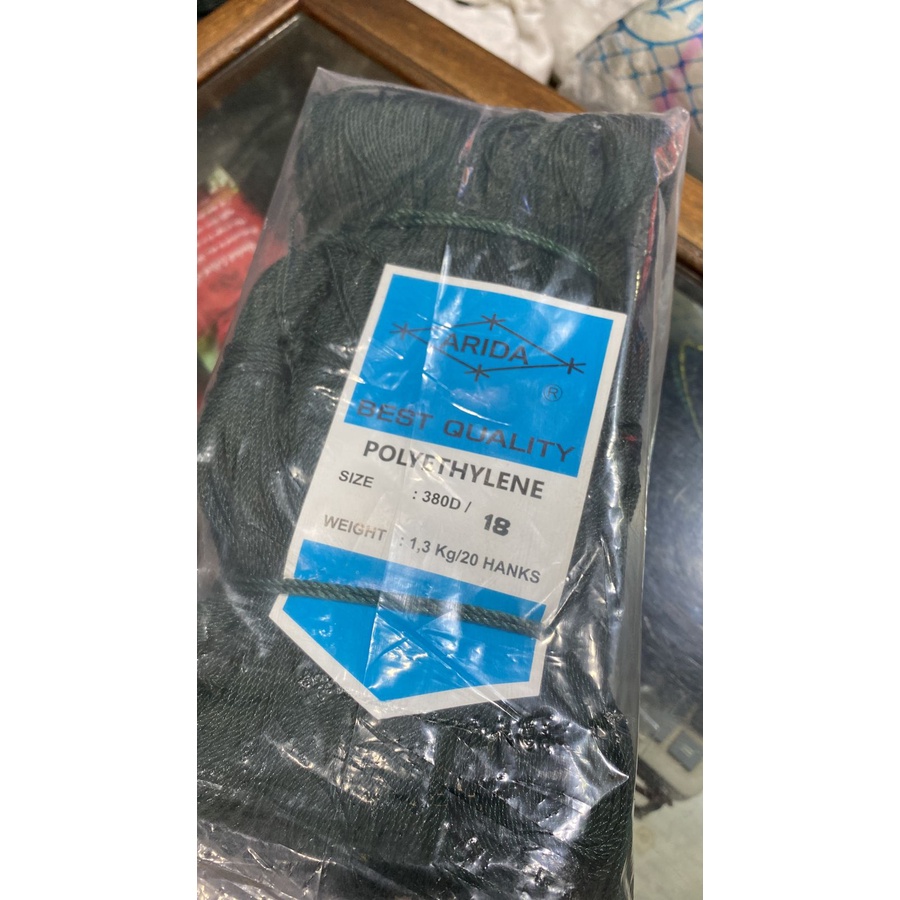 ARIDA
®
BEST QUALITY
POLYETHYLENE
SIZE : 380D / 18
WEIGHT : 1,3 Kg/20 HANKS